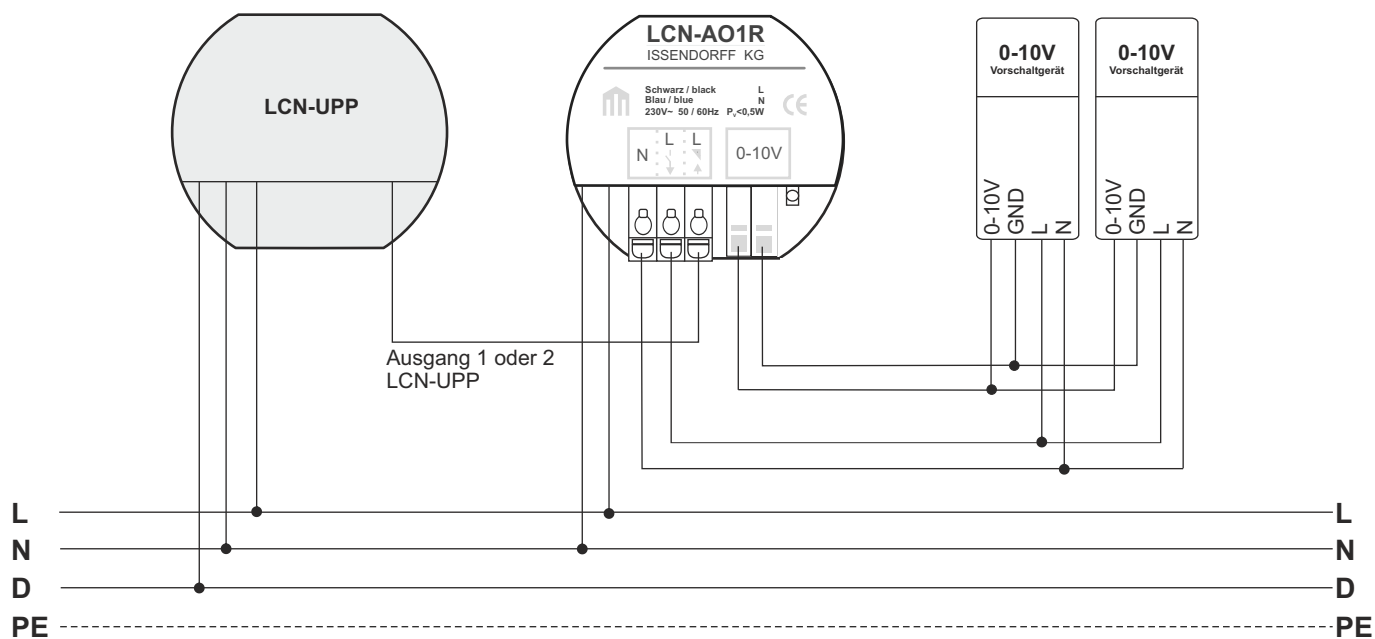 LCN-UPP
LCN-AO1R
ISSENDORFF KG
Schwarz / black L
Blau / blue N
230V~ 50 / 60Hz Pv<0,5W
CE
N L L
0-10V
0-10V
Vorschaltgerät
0-10V
GND
L
N
0-10V
Vorschaltgerät
0-10V
GND
L
N
Ausgang 1 oder 2
LCN-UPP
L L
N N
D D
PE PE